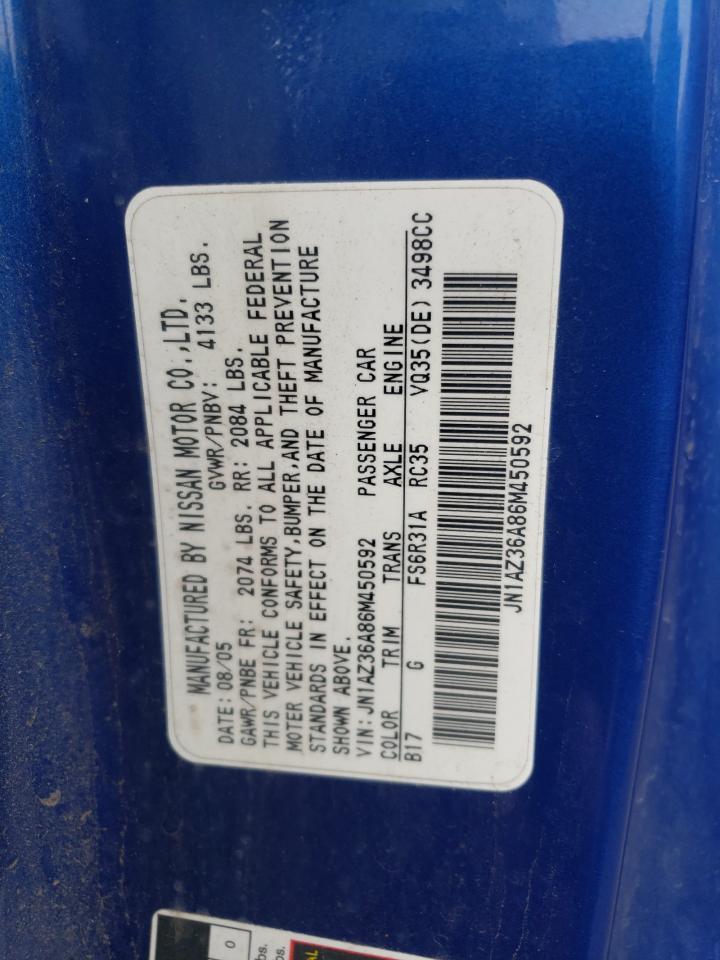 MANUFACTURED BY NISSAN MOTOR CO.,LTD.
DATE: 08/05 GVWR/PNBV: 4133 LBS.
GAWR/PNBE FR: 2074 LBS. RR: 2084 LBS.
THIS VEHICLE CONFORMS TO ALL APPLICABLE FEDERAL
MOTER VEHICLE SAFETY,BUMPER,AND THEFT PREVENTION
STANDARDS IN EFFECT ON THE DATE OF MANUFACTURE
SHOWN ABOVE.
VIN: JN1AZ36A86M450592 PASSENGER CAR
COLOR TRIM TRANS AXLE ENGINE
B17 G FS6R31A RC35 VQ35(DE) 3498CC
JN1AZ36A86M450592
0